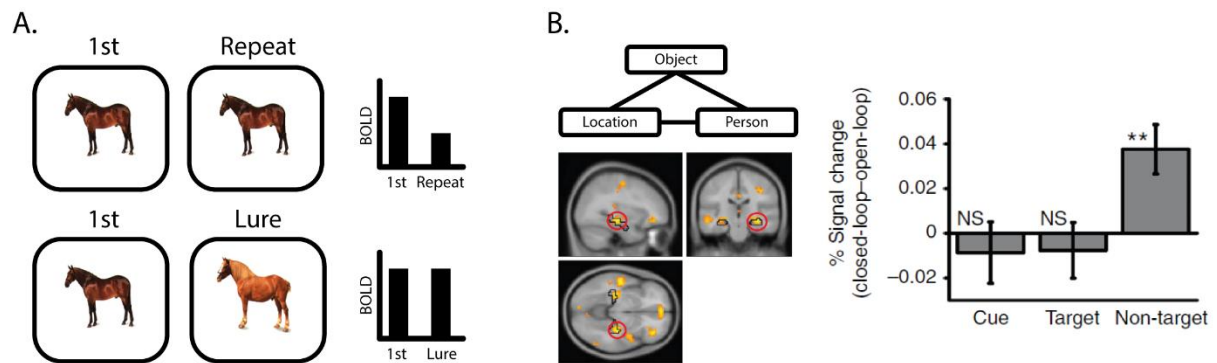 A.
1st Repeat
BOLD
1st Repeat
1st Lure
BOLD
1st Lure
B.
Object
Location Person
% Signal change
(closed-loop–open-loop)
0.06
0.04
0.02
0
–0.02
NS NS **
Cue Target Non-target